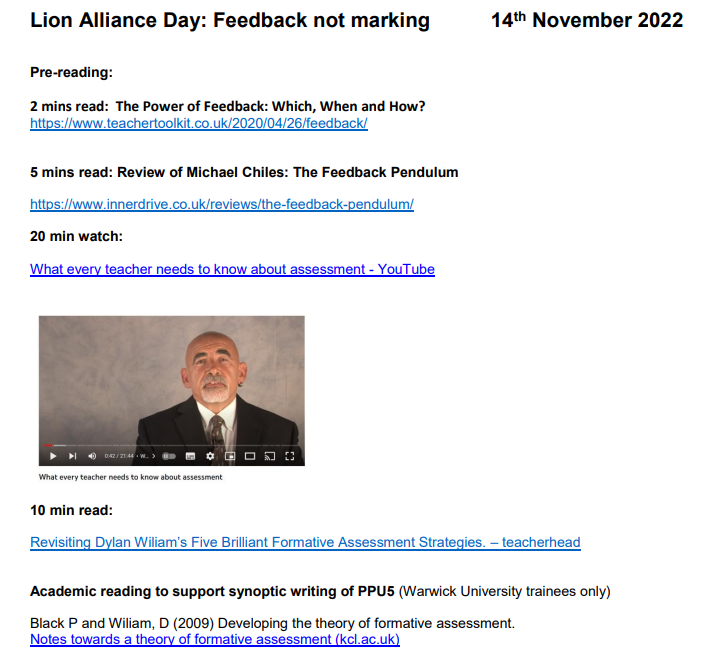 Lion Alliance Day: Feedback not marking 14th November 2022
Pre-reading:
2 mins read: The Power of Feedback: Which, When and How?
https://www.teachertoolkit.co.uk/2020/04/26/feedback/
5 mins read: Review of Michael Chiles: The Feedback Pendulum
https://www.innerdrive.co.uk/reviews/the-feedback-pendulum/
20 min watch:
What every teacher needs to know about assessment - YouTube
0:42 / 21:44 • W...
What every teacher needs to know about assessment
10 min read:
Revisiting Dylan Wiliam's Five Brilliant Formative Assessment Strategies. – teacherhead
Academic reading to support synoptic writing of PPU5 (Warwick University trainees only)
Black P and Wiliam, D (2009) Developing the theory of formative assessment.
Notes towards a theory of formative assessment (kcl.ac.uk)